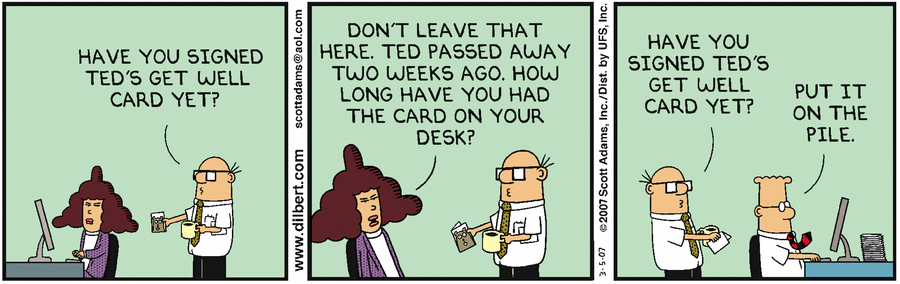 HAVE YOU SIGNED
TED'S GET WELL
CARD YET?
www.dilbert.com
scottadams@aol.com
DON'T LEAVE THAT
HERE. TED PASSED AWAY
TWO WEEKS AGO. HOW
LONG HAVE YOU HAD
THE CARD ON YOUR
DESK?
3-5-07 ©2007 Scott Adams, Inc./Dist. by UFS, Inc.
HAVE YOU
SIGNED TED'S
GET WELL
CARD YET?
PUT IT
ON THE
PILE.